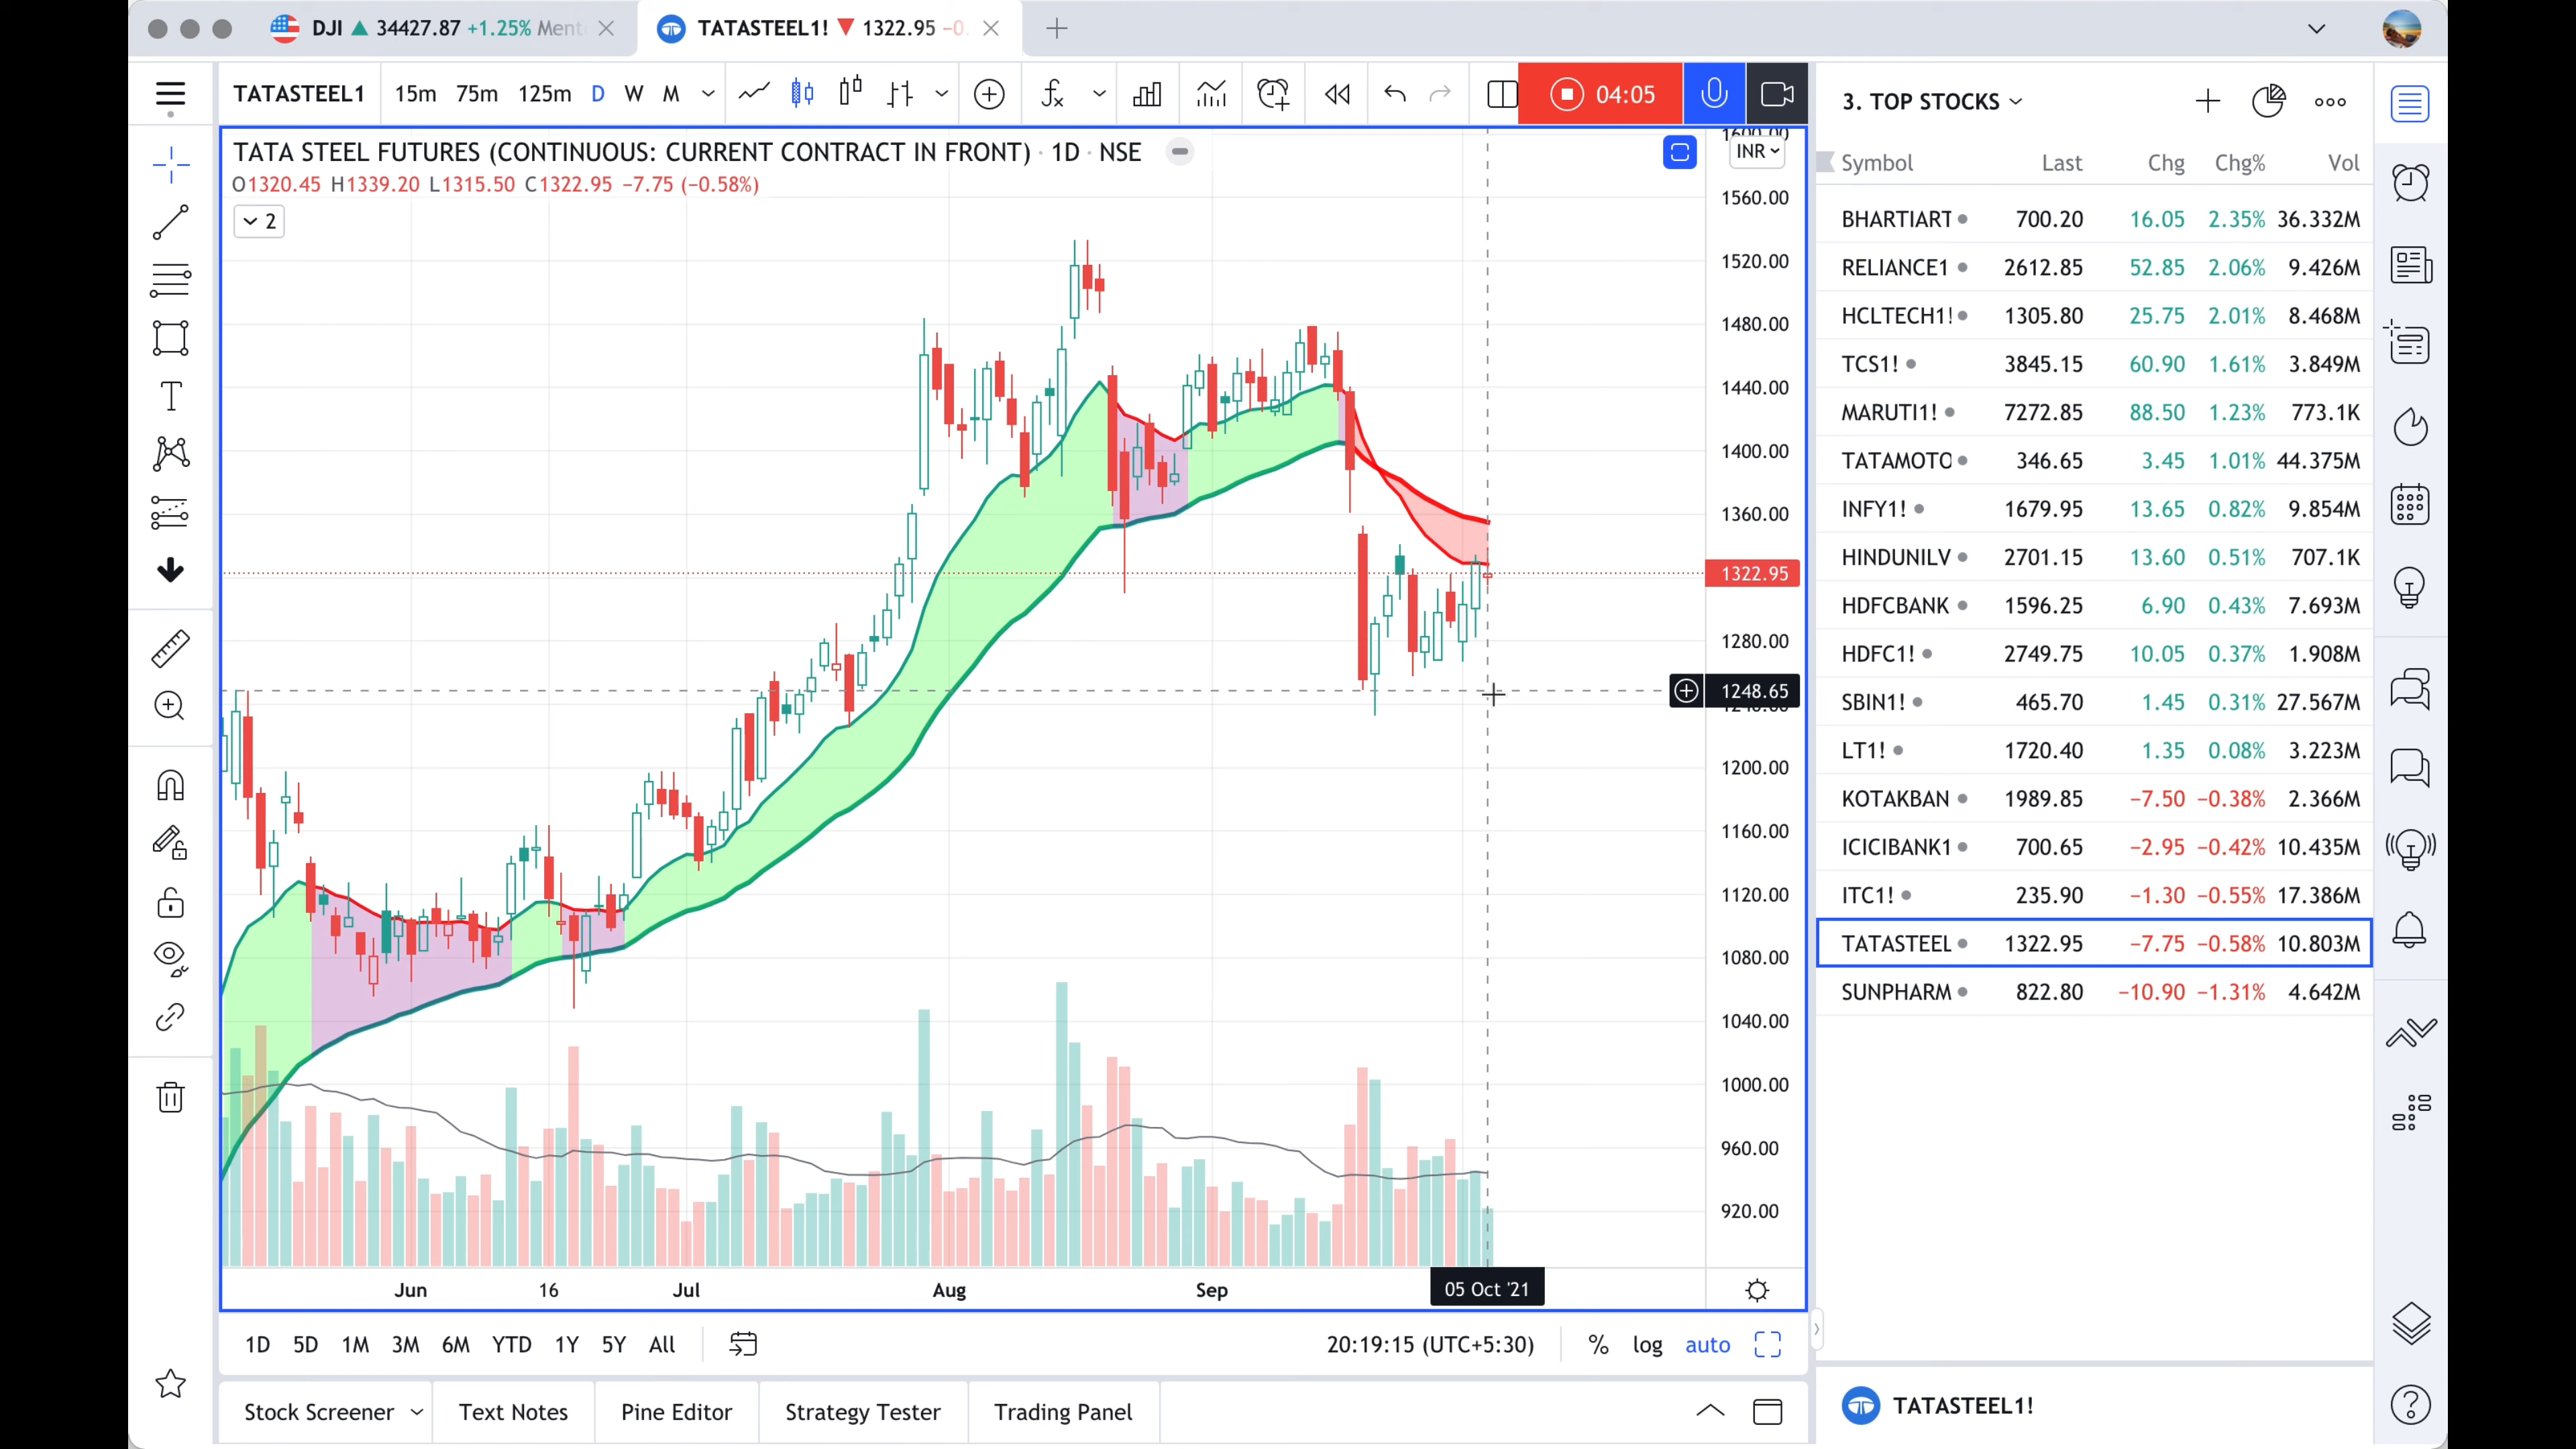 DJI 34427.87 +1.25% Ment
TATASTEEL1! 1322.95 −0.
TATASTEEL1 15m 75m 125m D W M 04:05
3. TOP STOCKS
TATA STEEL FUTURES (CONTINUOUS: CURRENT CONTRACT IN FRONT) · 1D · NSE
O1320.45 H1339.20 L1315.50 C1322.95 −7.75 (−0.58%)
2
INR
1560.00
1520.00
1480.00
1440.00
1400.00
1360.00
1322.95
1280.00
1248.65
1200.00
1160.00
1120.00
1080.00
1040.00
1000.00
960.00
920.00
Jun 16 Jul Aug Sep 05 Oct '21
1D 5D 1M 3M 6M YTD 1Y 5Y All
20:19:15 (UTC+5:30) % log auto
Stock Screener Text Notes Pine Editor Strategy Tester Trading Panel
Symbol Last Chg Chg% Vol
BHARTIART 700.20 16.05 2.35% 36.332M
RELIANCE1 2612.85 52.85 2.06% 9.426M
HCLTECH1! 1305.80 25.75 2.01% 8.468M
TCS1! 3845.15 60.90 1.61% 3.849M
MARUTI1! 7272.85 88.50 1.23% 773.1K
TATAMOTO 346.65 3.45 1.01% 44.375M
INFY1! 1679.95 13.65 0.82% 9.854M
HINDUNILV 2701.15 13.60 0.51% 707.1K
HDFCBANK 1596.25 6.90 0.43% 7.693M
HDFC1! 2749.75 10.05 0.37% 1.908M
SBIN1! 465.70 1.45 0.31% 27.567M
LT1! 1720.40 1.35 0.08% 3.223M
KOTAKBAN 1989.85 −7.50 −0.38% 2.366M
ICICIBANK1 700.65 −2.95 −0.42% 10.435M
ITC1! 235.90 −1.30 −0.55% 17.386M
TATASTEEL 1322.95 −7.75 −0.58% 10.803M
SUNPHARM 822.80 −10.90 −1.31% 4.642M
TATASTEEL1!